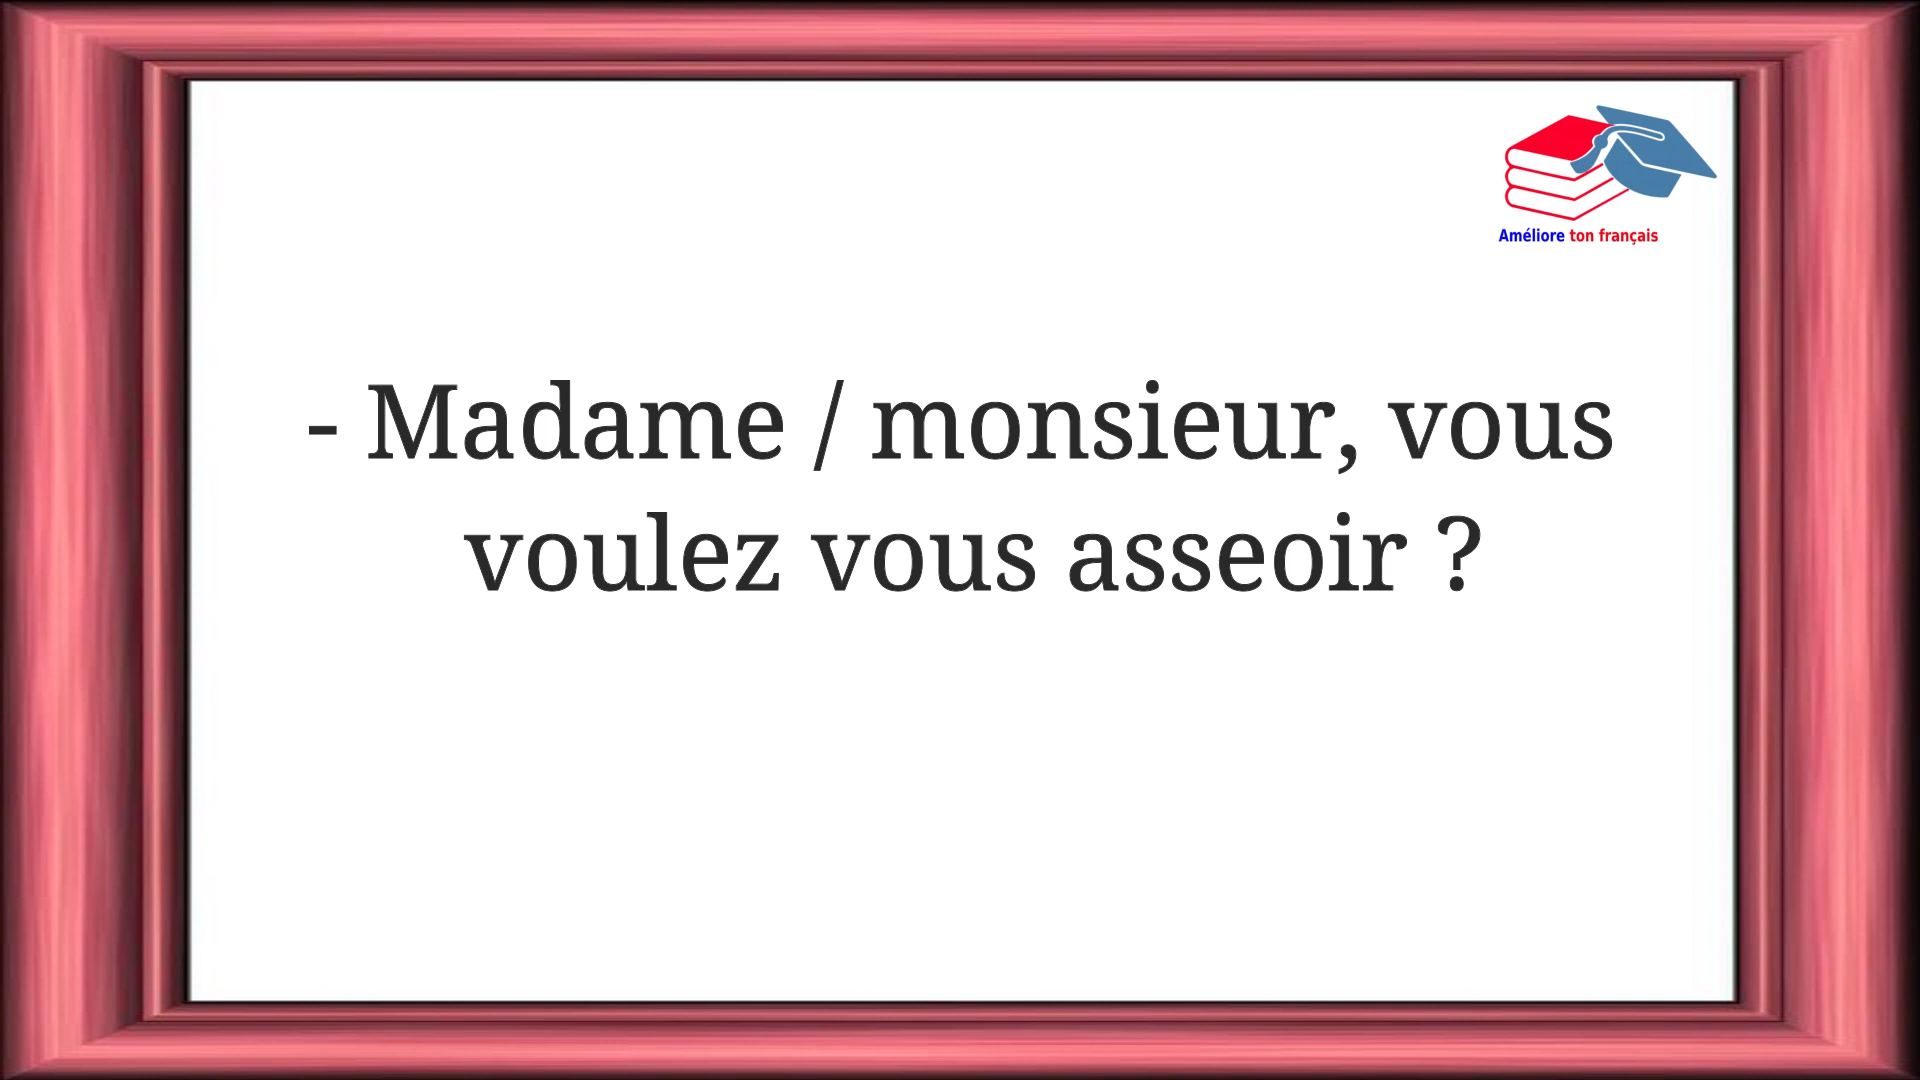 Améliore ton français
- Madame / monsieur, vous
voulez vous asseoir ?